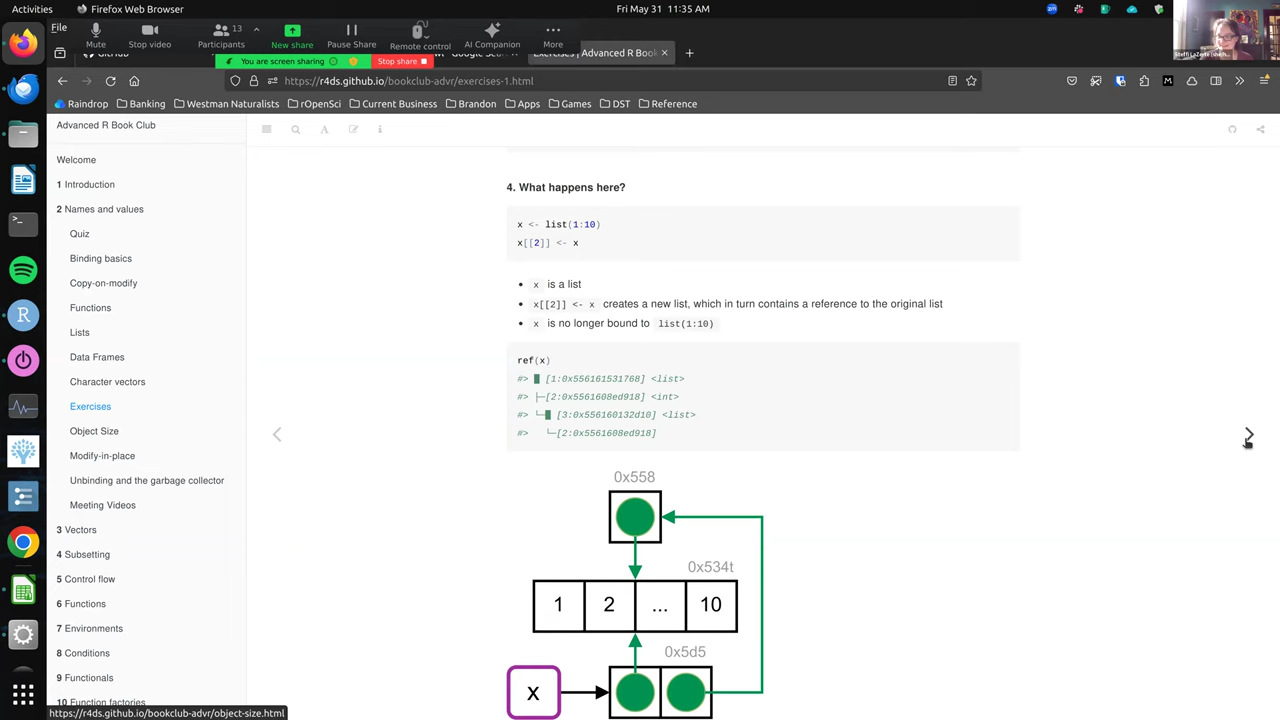 Activities
Firefox Web Browser
Fri May 31 11:35 AM
File
Mute
Stop video
13
Participants
New share
Pause Share
Remote control
AI Companion
More
Advanced R Book
You are screen sharing
Stop share
https://r4ds.github.io/bookclub-advr/exercises-1.html
Raindrop
Banking
Westman Naturalists
rOpenSci
Current Business
Brandon
Apps
Games
DST
Reference
Advanced R Book Club
Welcome
1 Introduction
2 Names and values
Quiz
Binding basics
Copy-on-modify
Functions
Lists
Data Frames
Character vectors
Exercises
Object Size
Modify-in-place
Unbinding and the garbage collector
Meeting Videos
3 Vectors
4 Subsetting
5 Control flow
6 Functions
7 Environments
8 Conditions
9 Functionals
10 Function factories
https://r4ds.github.io/bookclub-advr/object-size.html
4. What happens here?
x <- list(1:10)
x[[2]] <- x
x is a list
x[[2]] <- x creates a new list, which in turn contains a reference to the original list
x is no longer bound to list(1:10)
ref(x)
#> █ [1:0x556161531768] <list>
#> ├─[2:0x5561608ed918] <int>
#> └─█ [3:0x556160132d10] <list>
#>   └─[2:0x5561608ed918]
0x558
0x534t
1 2 ... 10
0x5d5
x